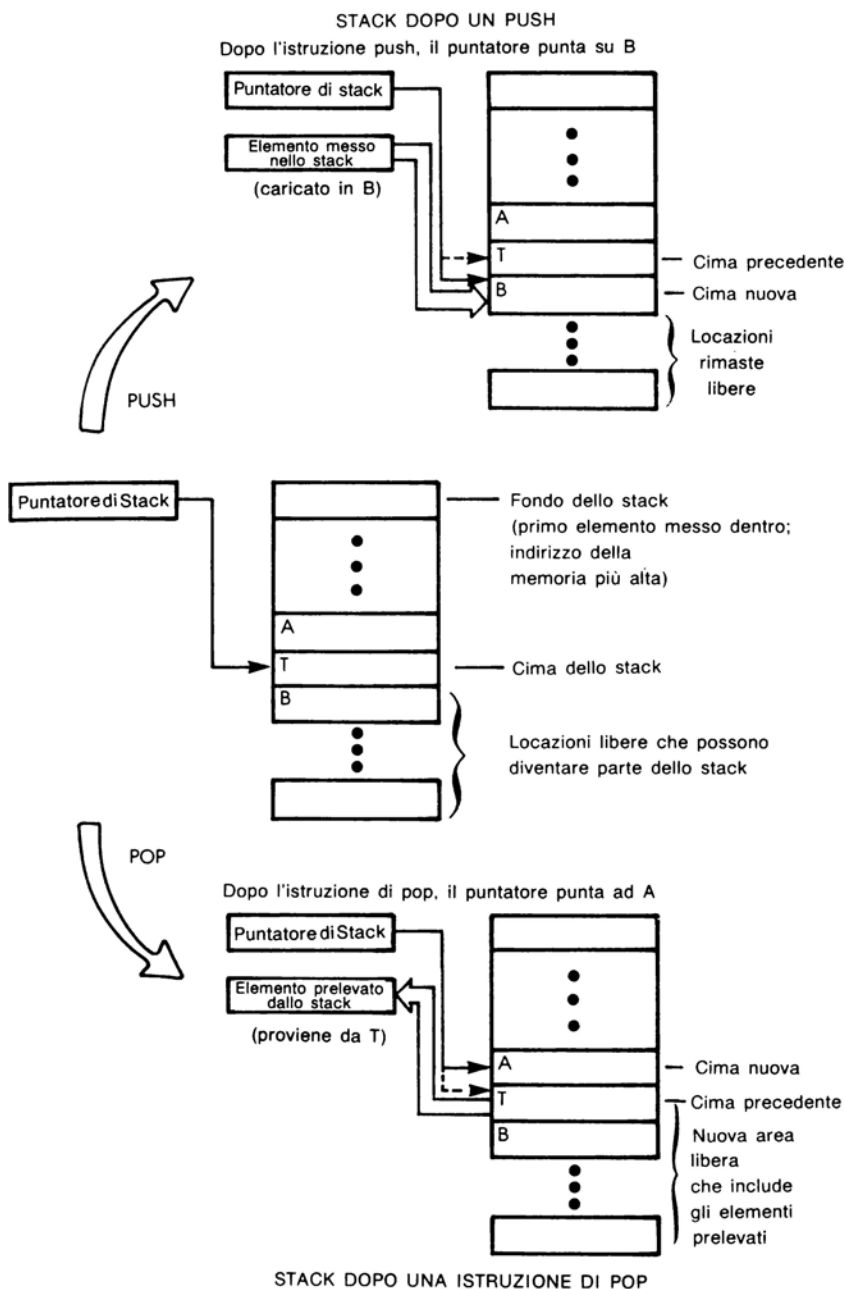 STACK DOPO UN PUSH
Dopo l'istruzione push, il puntatore punta su B
Puntatore di stack
Elemento messo
nello stack
(caricato in B)
A
T
B
Cima precedente
Cima nuova
Locazioni
rimaste
libere
PUSH
Puntatore di Stack
A
T
B
Fondo dello stack
(primo elemento messo dentro;
indirizzo della
memoria più alta)
Cima dello stack
Locazioni libere che possono
diventare parte dello stack
POP
Dopo l'istruzione di pop, il puntatore punta ad A
Puntatore di Stack
Elemento prelevato
dallo stack
(proviene da T)
A
T
B
Cima nuova
Cima precedente
Nuova area
libera
che include
gli elementi
prelevati
STACK DOPO UNA ISTRUZIONE DI POP